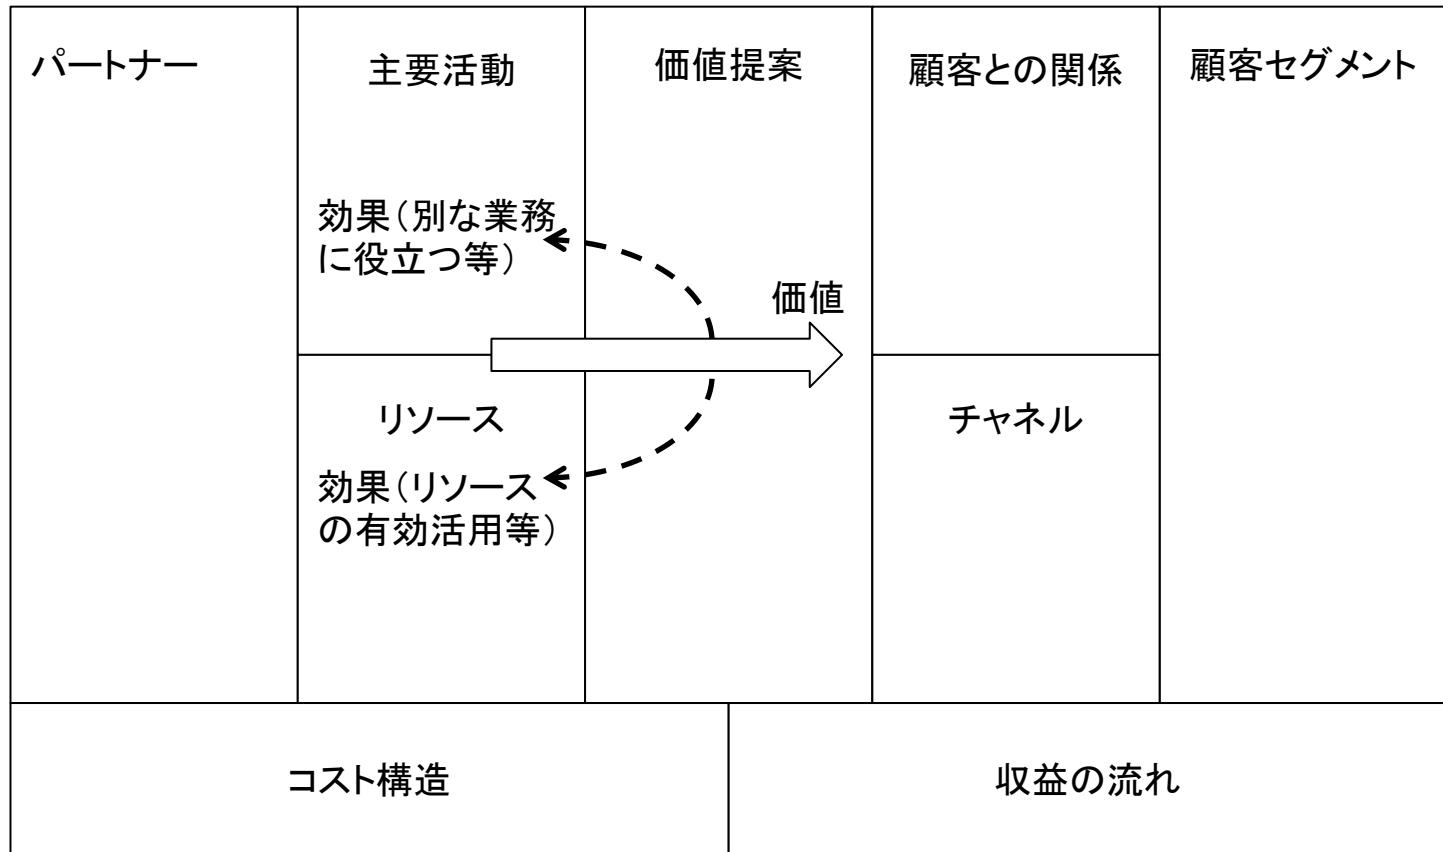 パートナー
主要活動
価値提案
顧客との関係
顧客セグメント
効果(別な業務
に役立つ等)
価値
リソース
チャネル
効果(リソース
の有効活用等)
コスト構造
収益の流れ